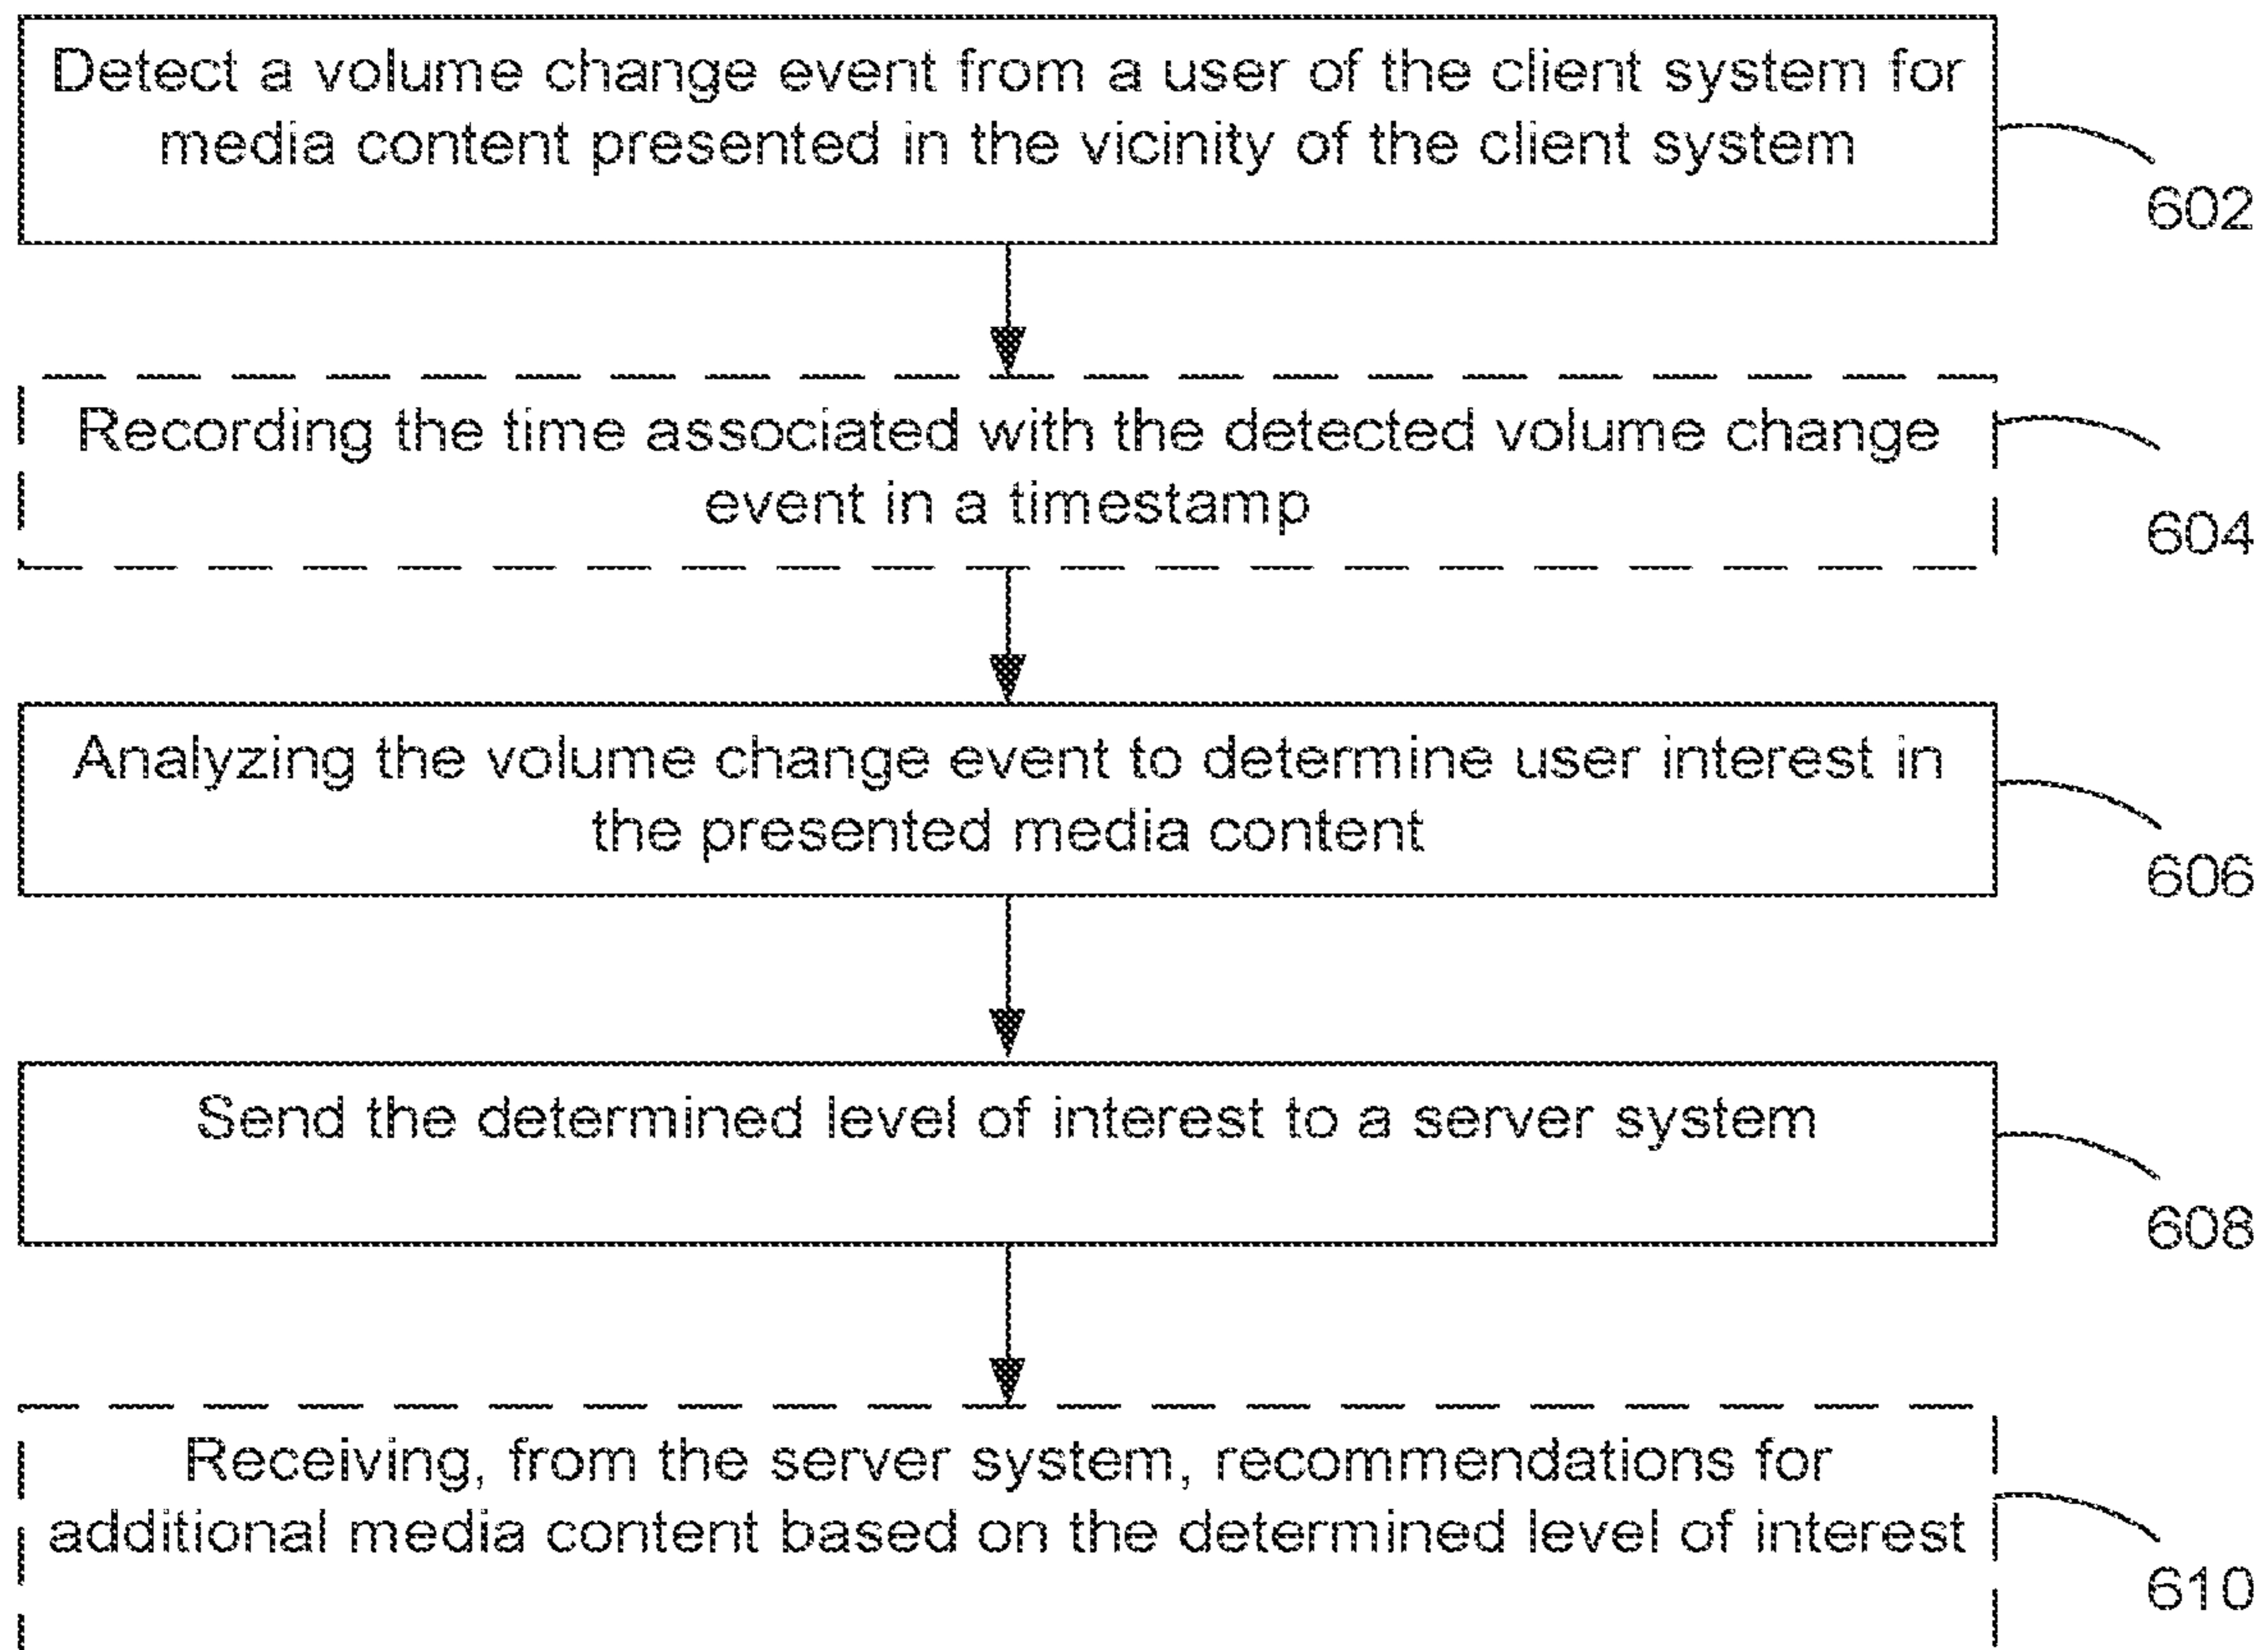 Detect a volume change event from a user of the client system for
media content presented in the vicinity of the client system
602
Recording the time associated with the detected volume change
event in a timestamp
604
Analyzing the volume change event to determine user interest in
the presented media content
606
Send the determined level of interest to a server system
608
Receiving, from the server system, recommendations for
additional media content based on the determined level of interest
610